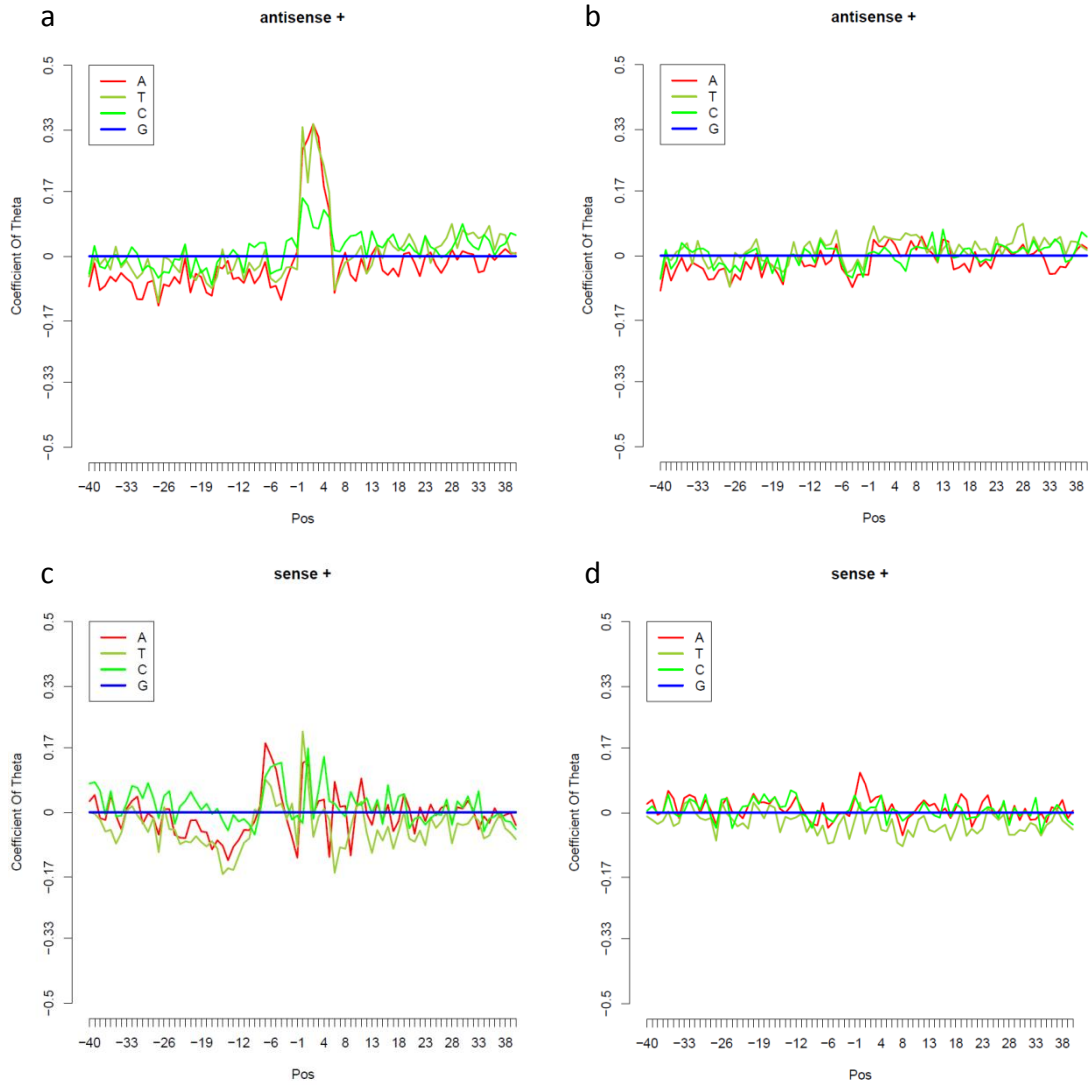 a
antisense +
0.5
0.33
0.17
0
−0.17
−0.33
−0.5
Coefficient Of Theta
A
T
C
G
−40 −33 −26 −19 −12 −6 −1 4 8 13 18 23 28 33 38
Pos
b
antisense +
0.5
0.33
0.17
0
−0.17
−0.33
−0.5
Coefficient Of Theta
A
T
C
G
−40 −33 −26 −19 −12 −6 −1 4 8 13 18 23 28 33 38
Pos
c
sense +
0.5
0.33
0.17
0
−0.17
−0.33
−0.5
Coefficient Of Theta
A
T
C
G
−40 −33 −26 −19 −12 −6 −1 4 8 13 18 23 28 33 38
Pos
d
sense +
0.5
0.33
0.17
0
−0.17
−0.33
−0.5
Coefficient Of Theta
A
T
C
G
−40 −33 −26 −19 −12 −6 −1 4 8 13 18 23 28 33 38
Pos